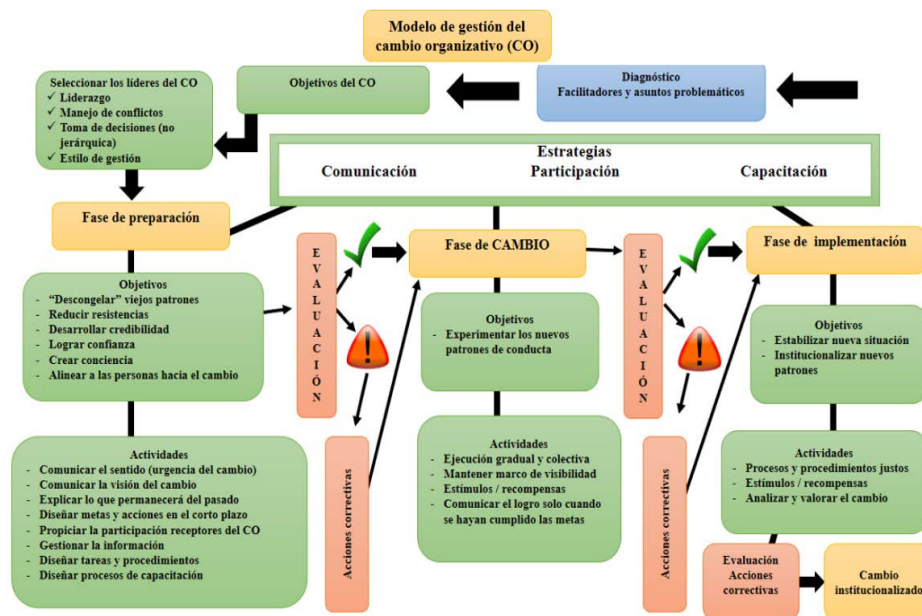 Modelo de gestión del
cambio organizativo (CO)
Diagnóstico
Facilitadores y asuntos problemáticos
Objetivos del CO
Seleccionar los líderes del CO
✓ Liderazgo
✓ Manejo de conflictos
✓ Toma de decisiones (no
jerárquica)
✓ Estilo de gestión
Estrategias
Comunicación Participación Capacitación
Fase de preparación
Objetivos
- “Descongelar” viejos patrones
- Reducir resistencias
- Desarrollar credibilidad
- Lograr confianza
- Crear conciencia
- Alinear a las personas hacia el cambio
Actividades
- Comunicar el sentido (urgencia del cambio)
- Comunicar la visión del cambio
- Explicar lo que permanecerá del pasado
- Diseñar metas y acciones en el corto plazo
- Propiciar la participación receptores del CO
- Gestionar la información
- Diseñar tareas y procedimientos
- Diseñar procesos de capacitación
EVALUACIÓN
!
Acciones correctivas
Fase de CAMBIO
Objetivos
- Experimentar los nuevos
patrones de conducta
Actividades
- Ejecución gradual y colectiva
- Mantener marco de visibilidad
- Estímulos / recompensas
- Comunicar el logro solo cuando
se hayan cumplido las metas
EVALUACIÓN
!
Acciones correctivas
Fase de implementación
Objetivos
- Estabilizar nueva situación
- Institucionalizar nuevos
patrones
Actividades
- Procesos y procedimientos justos
- Estímulos / recompensas
- Analizar y valorar el cambio
Evaluación
Acciones
correctivas
Cambio
institucionalizado